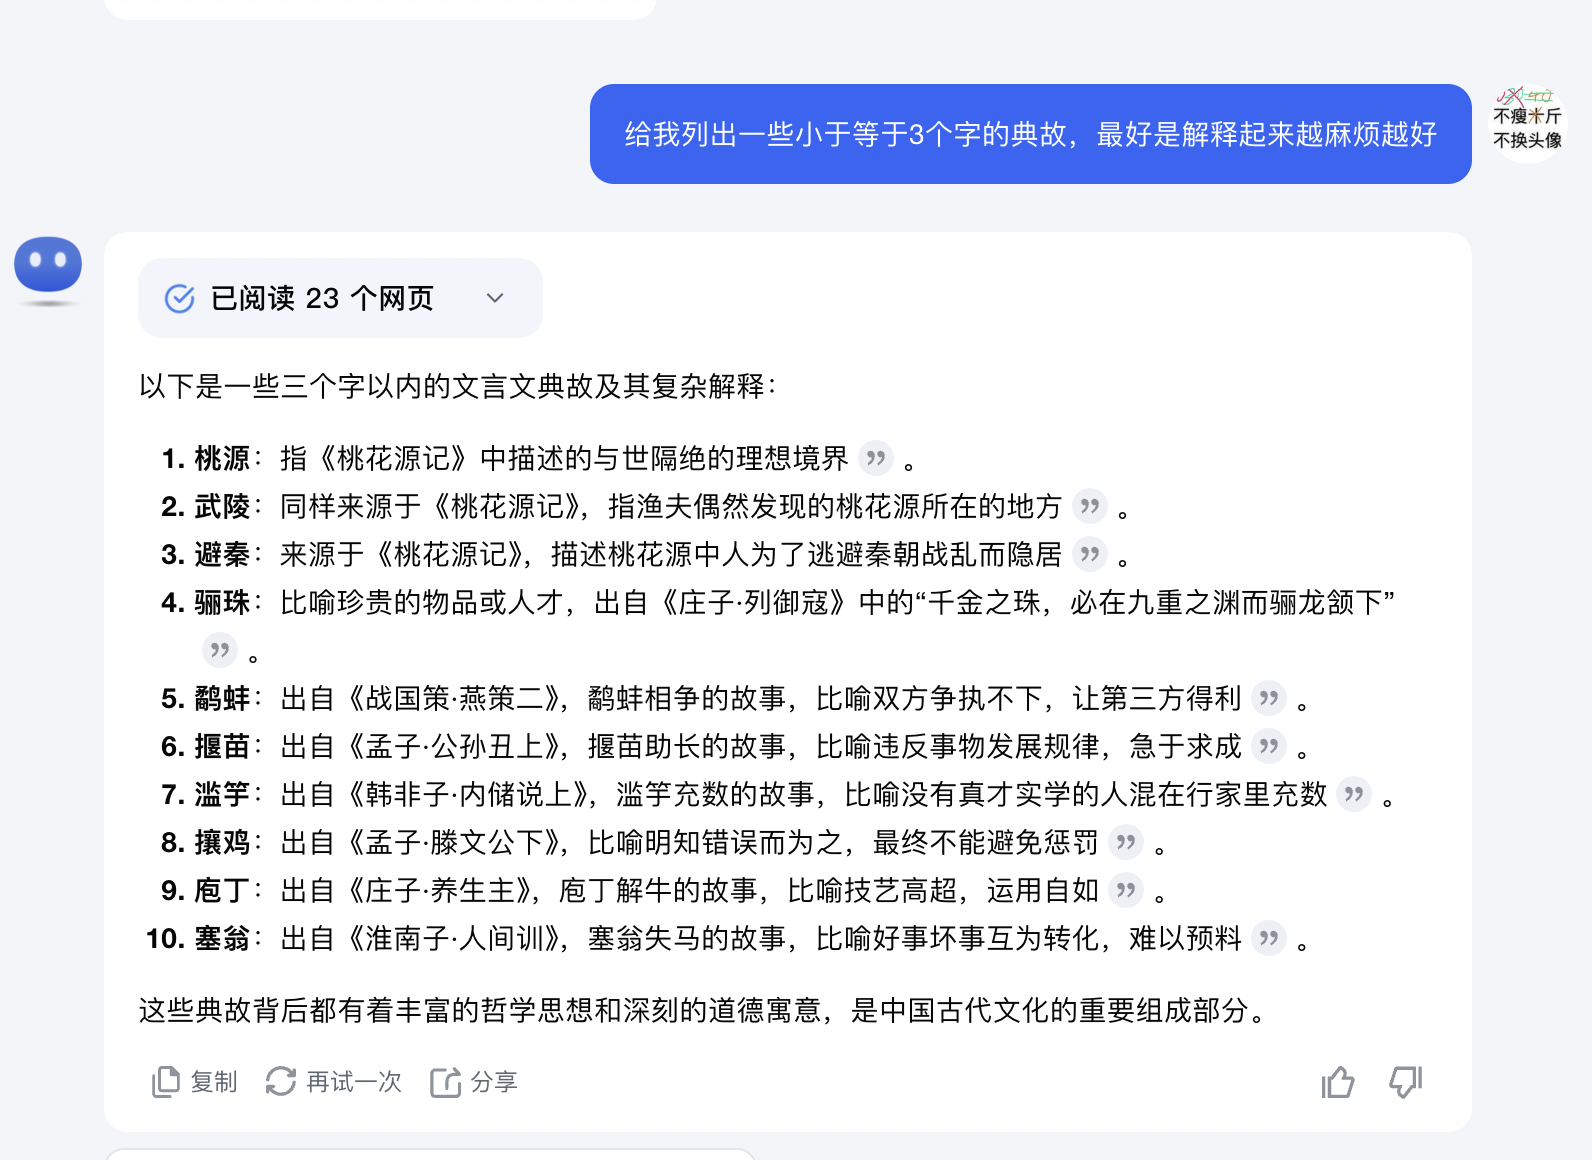 给我列出一些小于等于3个字的典故，最好是解释起来越麻烦越好
不瘦斤
不换头像
已阅读 23 个网页
以下是一些三个字以内的文言文典故及其复杂解释：
1. 桃源：指《桃花源记》中描述的与世隔绝的理想境界 ”。
2. 武陵：同样来源于《桃花源记》，指渔夫偶然发现的桃花源所在的地方 ”。
3. 避秦：来源于《桃花源记》，描述桃花源中人为了逃避秦朝战乱而隐居 ”。
4. 骊珠：比喻珍贵的物品或人才，出自《庄子·列御寇》中的“千金之珠，必在九重之渊而骊龙颔下”
”。
5. 鹬蚌：出自《战国策·燕策二》，鹬蚌相争的故事，比喻双方争执不下，让第三方得利 ”。
6. 揠苗：出自《孟子·公孙丑上》，揠苗助长的故事，比喻违反事物发展规律，急于求成 ”。
7. 滥竽：出自《韩非子·内储说上》，滥竽充数的故事，比喻没有真才实学的人混在行家里充数 ”。
8. 攘鸡：出自《孟子·滕文公下》，比喻明知错误而为之，最终不能避免惩罚 ”。
9. 庖丁：出自《庄子·养生主》，庖丁解牛的故事，比喻技艺高超，运用自如 ”。
10. 塞翁：出自《淮南子·人间训》，塞翁失马的故事，比喻好事坏事互为转化，难以预料 ”。
这些典故背后都有着丰富的哲学思想和深刻的道德寓意，是中国古代文化的重要组成部分。
复制 再试一次 分享